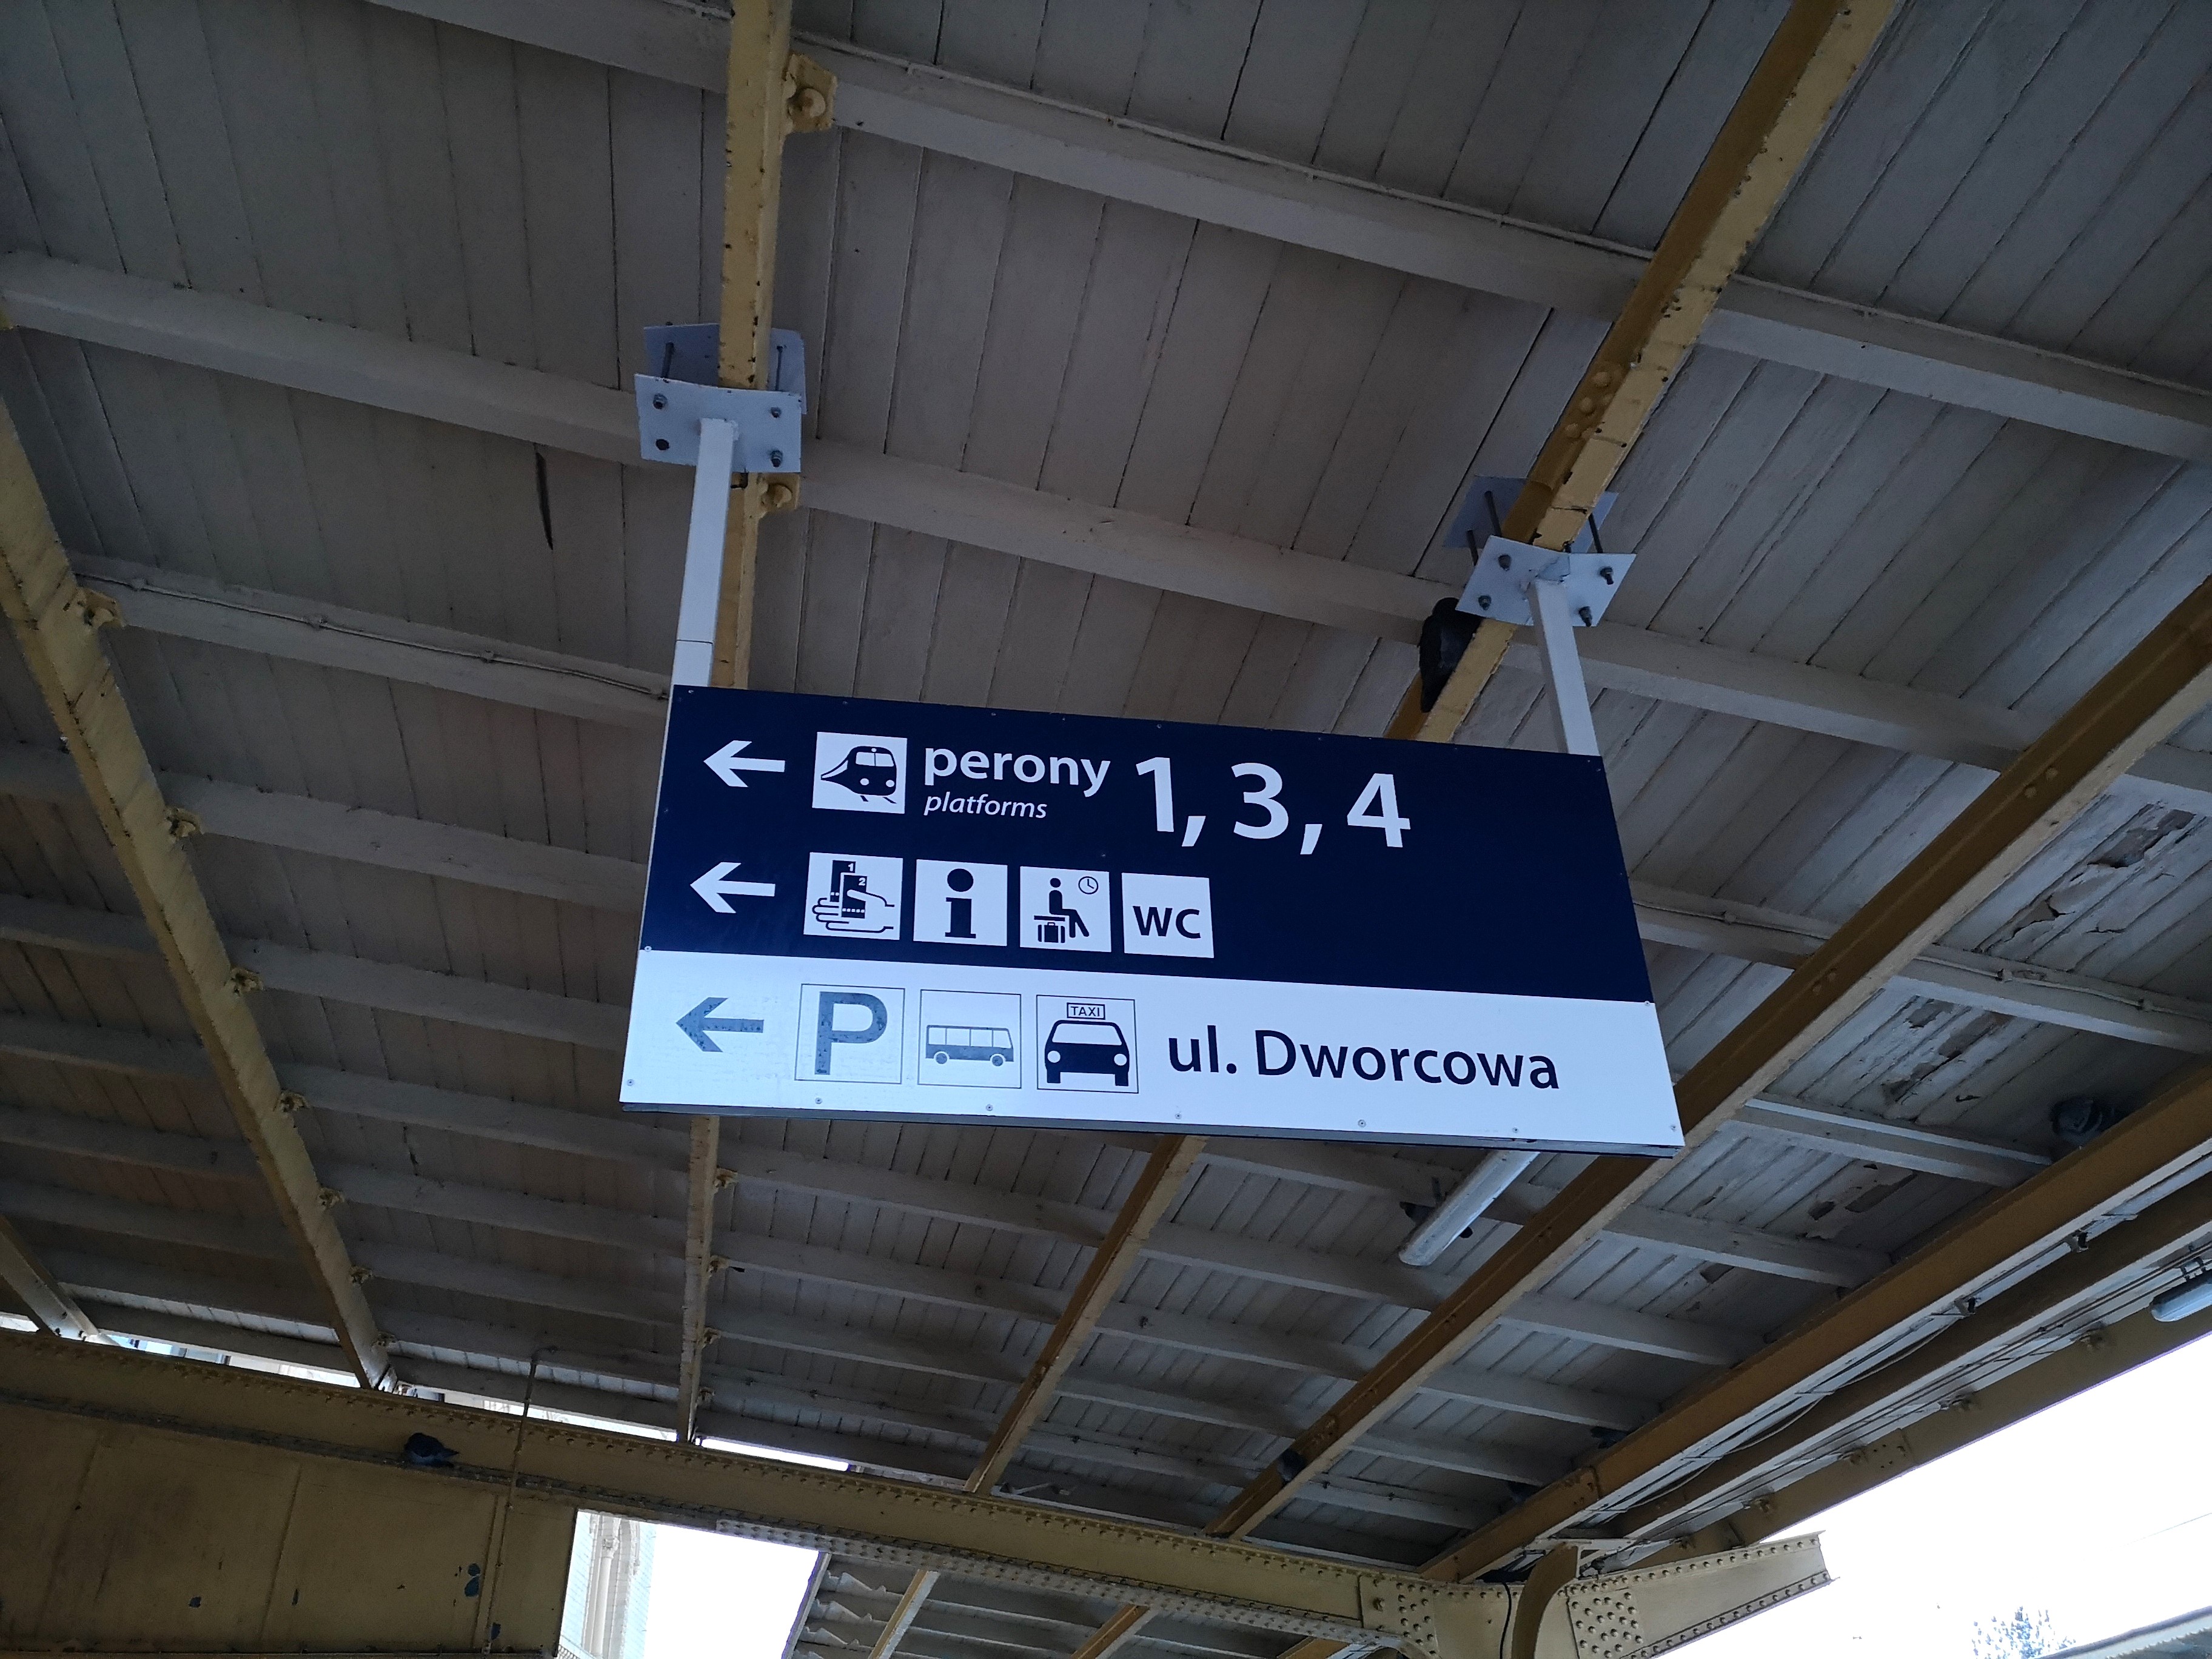 perony 1, 3, 4
platforms
1 2
WC
P TAXI ul. Dworcowa